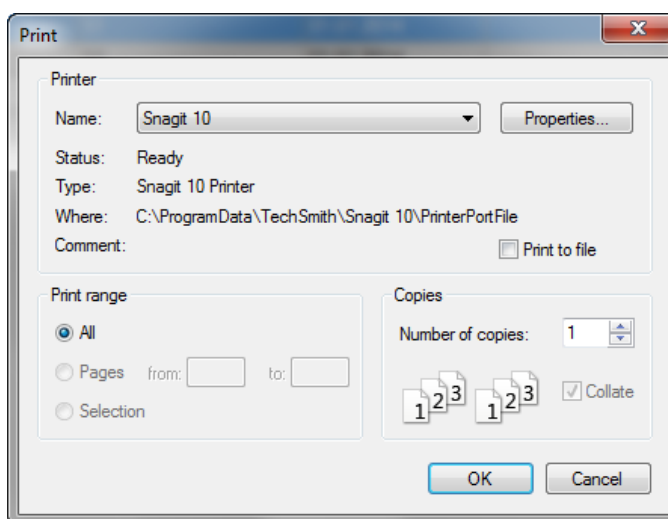 Print
Printer
Name: Snagit 10 Properties...
Status: Ready
Type: Snagit 10 Printer
Where: C:\ProgramData\TechSmith\Snagit 10\PrinterPortFile
Comment: Print to file
Print range
All
Pages from: to:
Selection
Copies
Number of copies: 1
1 2 3 1 2 3 Collate
OK Cancel